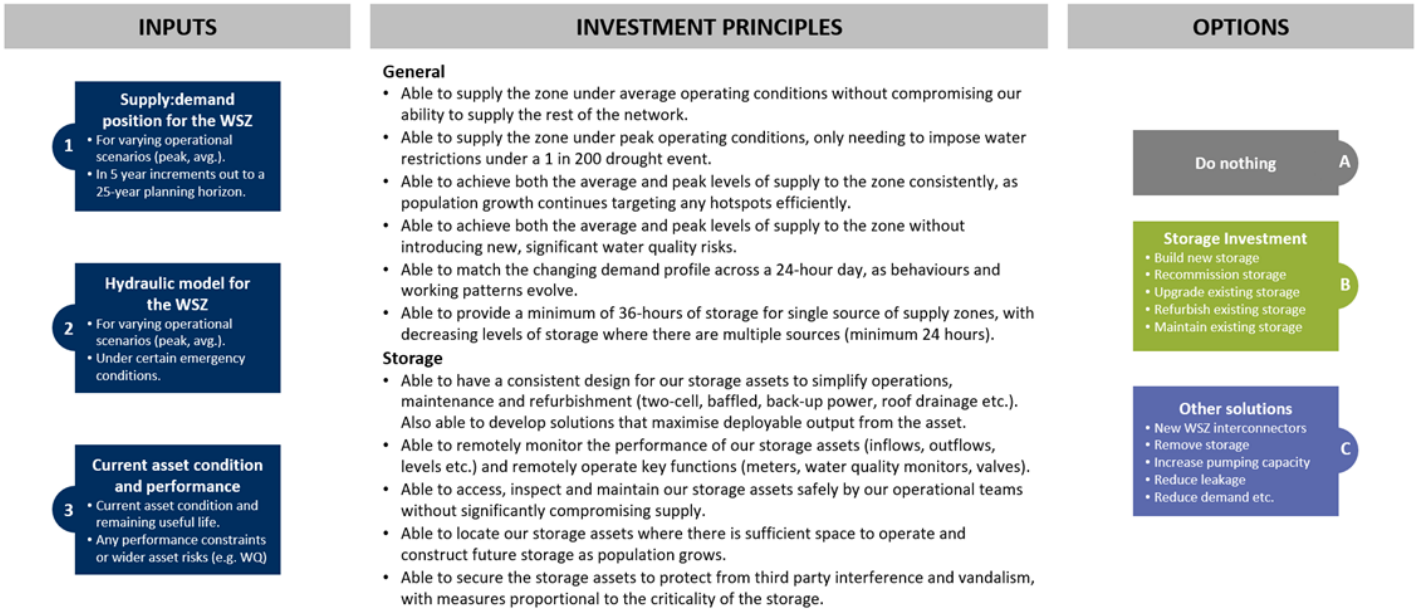 INPUTS
Supply:demand
position for the WSZ
• For varying operational
scenarios (peak, avg.).
• In 5 year increments out to a
25-year planning horizon.
1
Hydraulic model for
the WSZ
• For varying operational
scenarios (peak, avg.).
• Under certain emergency
conditions.
2
Current asset condition
and performance
• Current asset condition and
remaining useful life.
• Any performance constraints
or wider asset risks (e.g. WQ)
3
INVESTMENT PRINCIPLES
General
• Able to supply the zone under average operating conditions without compromising our
ability to supply the rest of the network.
• Able to supply the zone under peak operating conditions, only needing to impose water
restrictions under a 1 in 200 drought event.
• Able to achieve both the average and peak levels of supply to the zone consistently, as
population growth continues targeting any hotspots efficiently.
• Able to achieve both the average and peak levels of supply to the zone without
introducing new, significant water quality risks.
• Able to match the changing demand profile across a 24-hour day, as behaviours and
working patterns evolve.
• Able to provide a minimum of 36-hours of storage for single source of supply zones, with
decreasing levels of storage where there are multiple sources (minimum 24 hours).
Storage
• Able to have a consistent design for our storage assets to simplify operations,
maintenance and refurbishment (two-cell, baffled, back-up power, roof drainage etc.).
Also able to develop solutions that maximise deployable output from the asset.
• Able to remotely monitor the performance of our storage assets (inflows, outflows,
levels etc.) and remotely operate key functions (meters, water quality monitors, valves).
• Able to access, inspect and maintain our storage assets safely by our operational teams
without significantly compromising supply.
• Able to locate our storage assets where there is sufficient space to operate and
construct future storage as population grows.
• Able to secure the storage assets to protect from third party interference and vandalism,
with measures proportional to the criticality of the storage.
OPTIONS
Do nothing
A
Storage Investment
• Build new storage
• Recommission storage
• Upgrade existing storage
• Refurbish existing storage
• Maintain existing storage
B
Other solutions
• New WSZ interconnectors
• Remove storage
• Increase pumping capacity
• Reduce leakage
• Reduce demand etc.
C